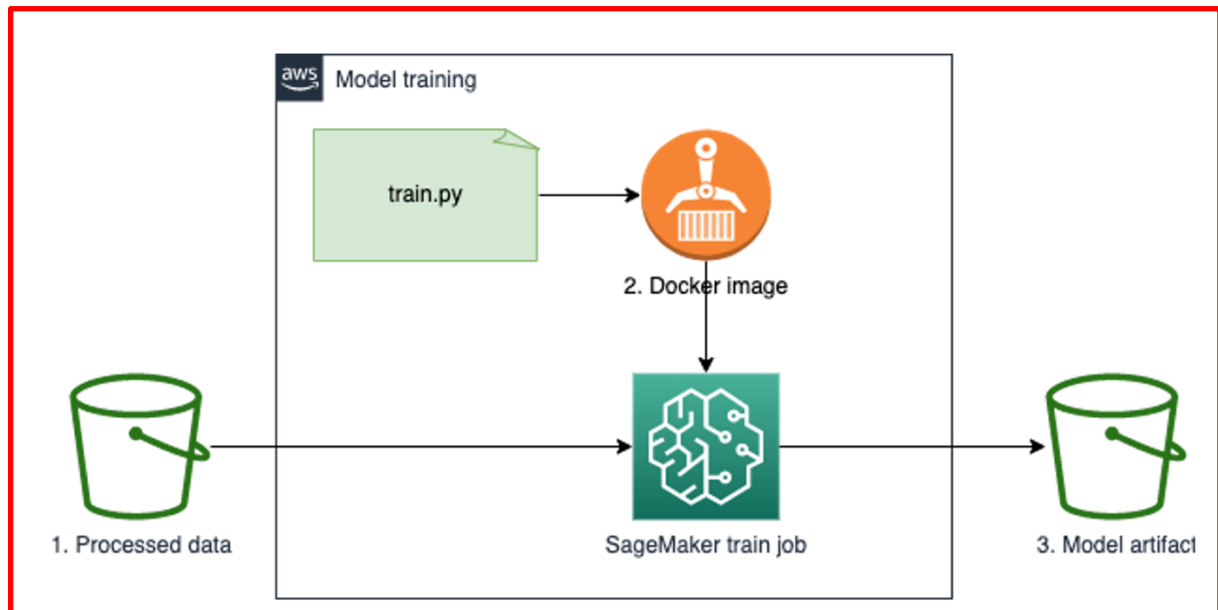 aws
Model training
train.py
2. Docker image
1. Processed data
SageMaker train job
3. Model artifact